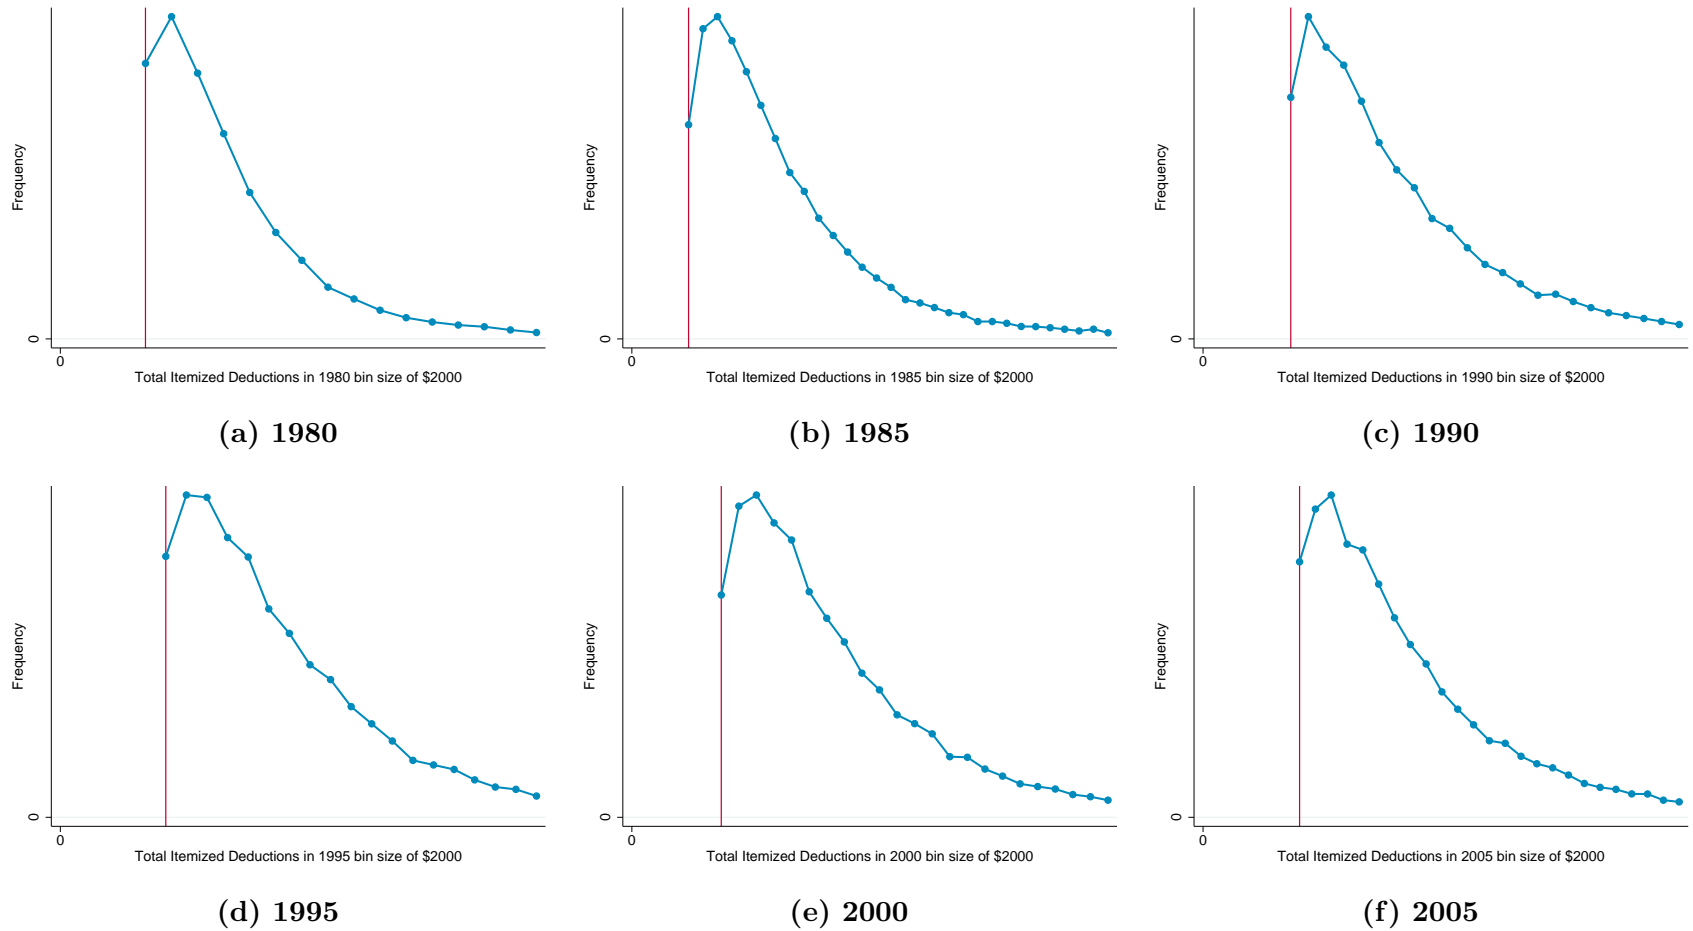 Frequency
0
0
Total Itemized Deductions in 1980 bin size of $2000
(a) 1980
Frequency
0
0
Total Itemized Deductions in 1985 bin size of $2000
(b) 1985
Frequency
0
0
Total Itemized Deductions in 1990 bin size of $2000
(c) 1990
Frequency
0
0
Total Itemized Deductions in 1995 bin size of $2000
(d) 1995
Frequency
0
0
Total Itemized Deductions in 2000 bin size of $2000
(e) 2000
Frequency
0
0
Total Itemized Deductions in 2005 bin size of $2000
(f) 2005